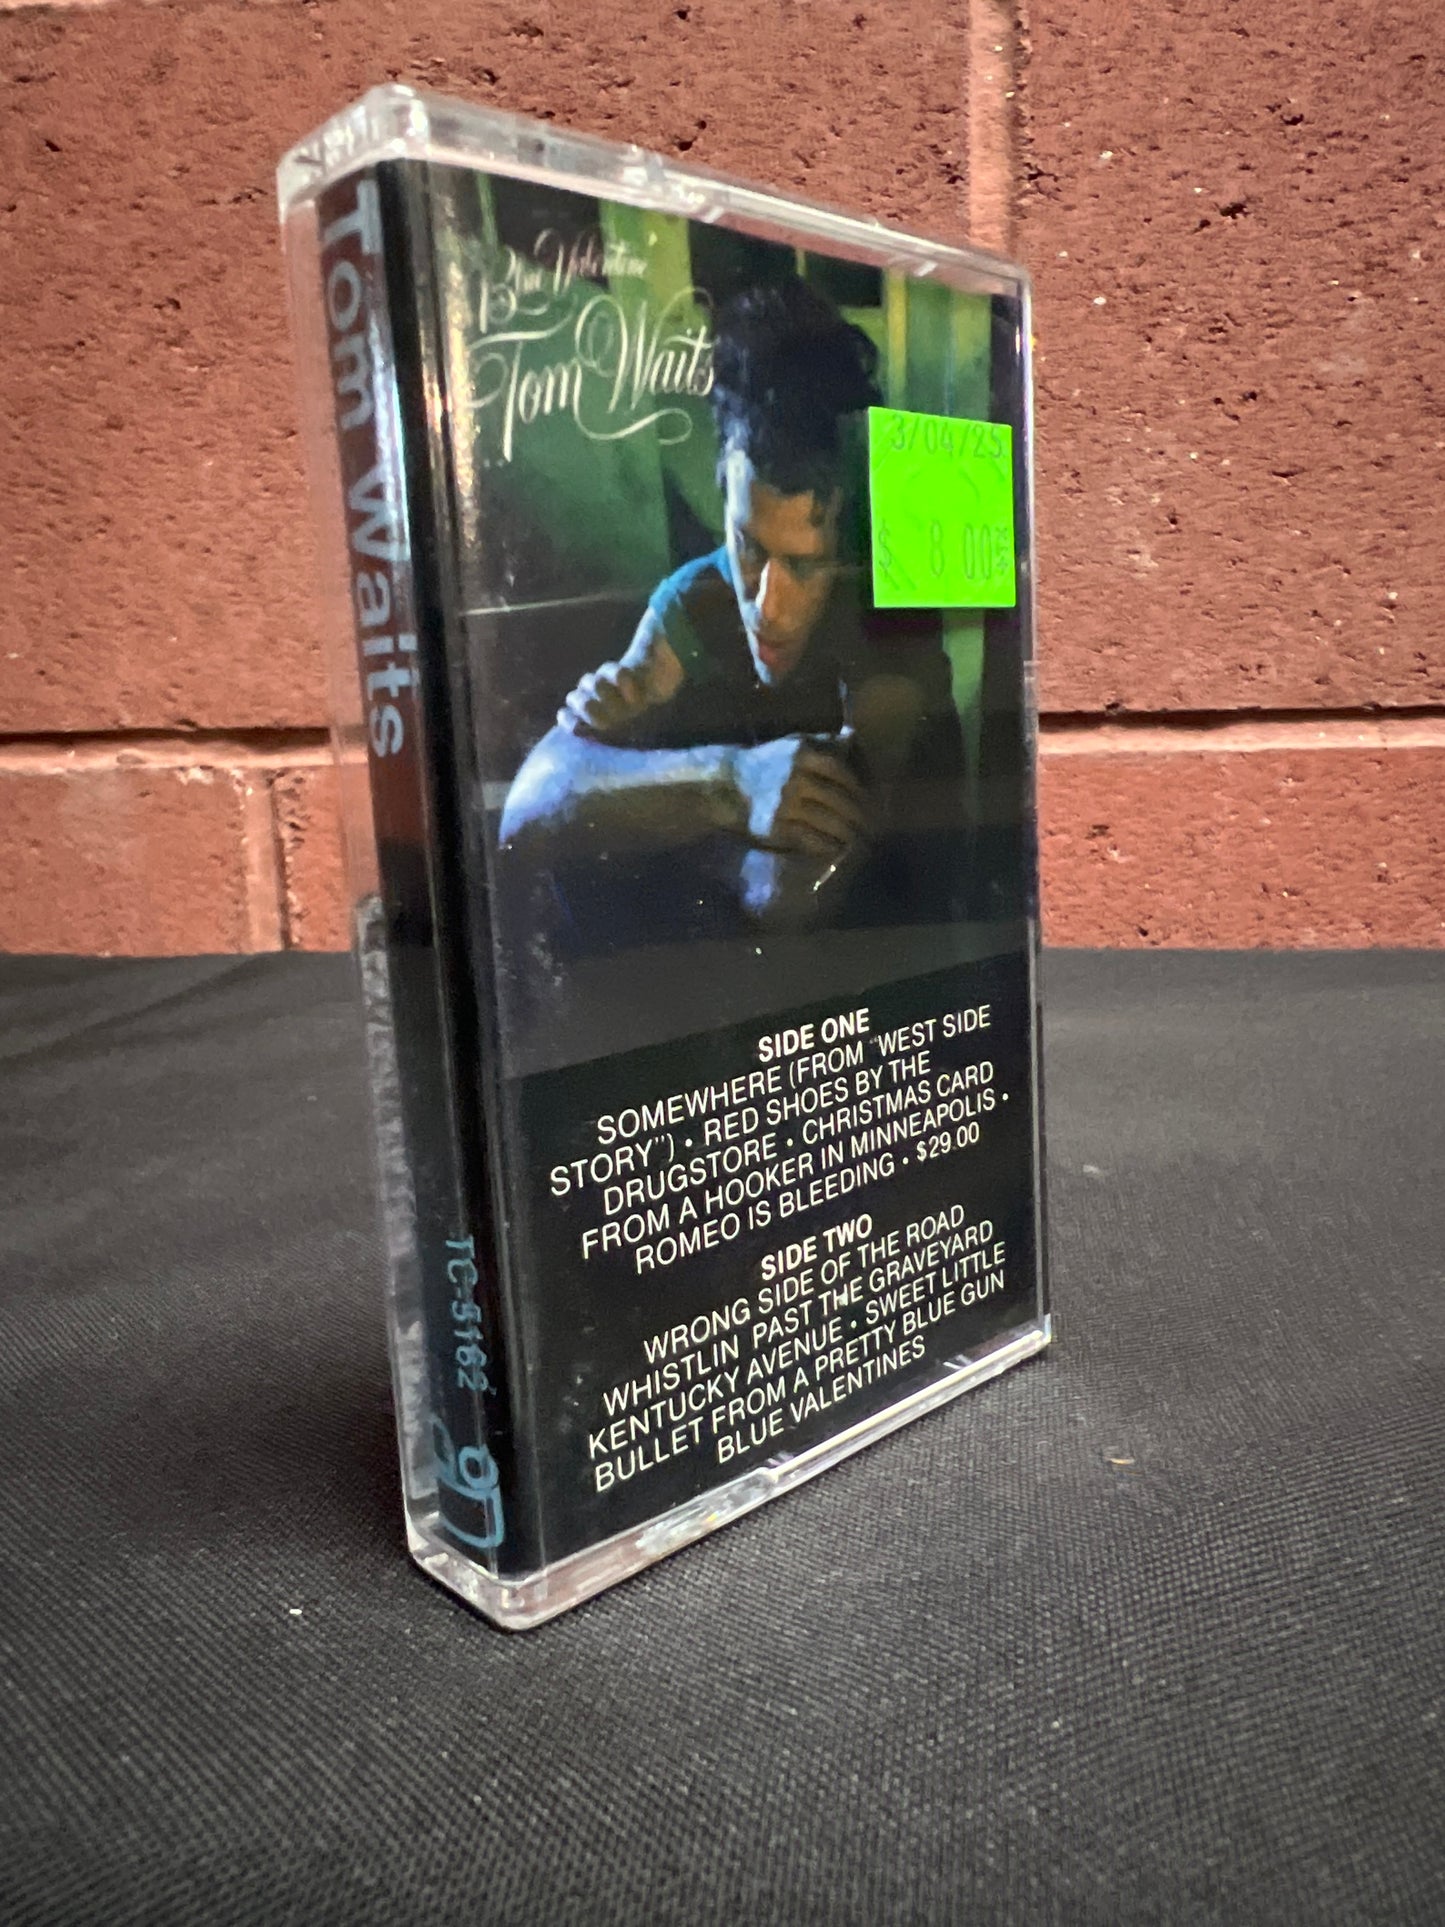 Tom Waits
TC-5162
Blue Valentine
Tom Waits
3/04/25
$ 8 00
SIDE ONE
SOMEWHERE (FROM "WEST SIDE
STORY") • RED SHOES BY THE
DRUGSTORE • CHRISTMAS CARD
FROM A HOOKER IN MINNEAPOLIS •
ROMEO IS BLEEDING • $29.00
SIDE TWO
WRONG SIDE OF THE ROAD
WHISTLIN PAST THE GRAVEYARD
KENTUCKY AVENUE • SWEET LITTLE
BULLET FROM A PRETTY BLUE GUN
BLUE VALENTINES